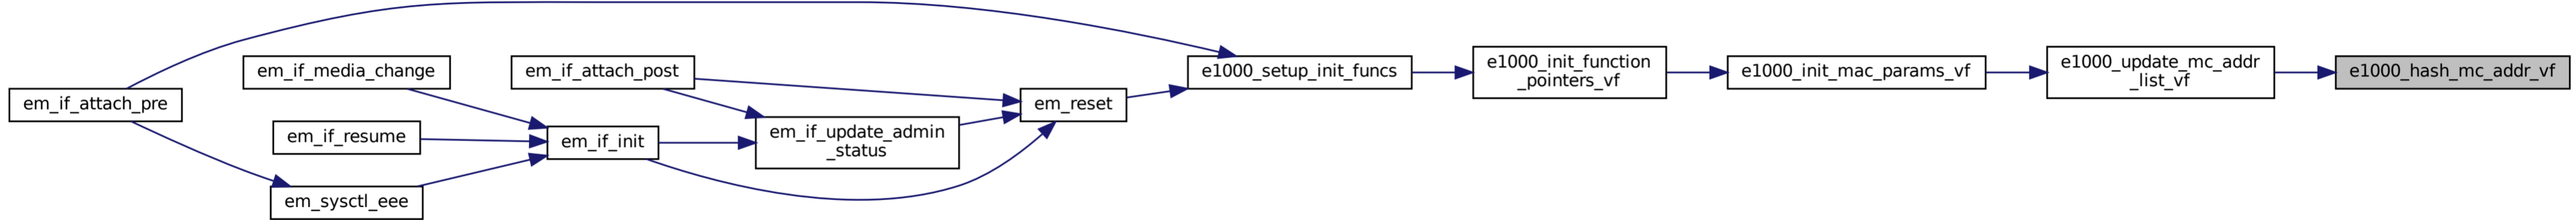 em_if_attach_pre
em_if_media_change
em_if_resume
em_sysctl_eee
em_if_attach_post
em_if_init
em_if_update_admin
_status
em_reset
e1000_setup_init_funcs
e1000_init_function
_pointers_vf
e1000_init_mac_params_vf
e1000_update_mc_addr
_list_vf
e1000_hash_mc_addr_vf